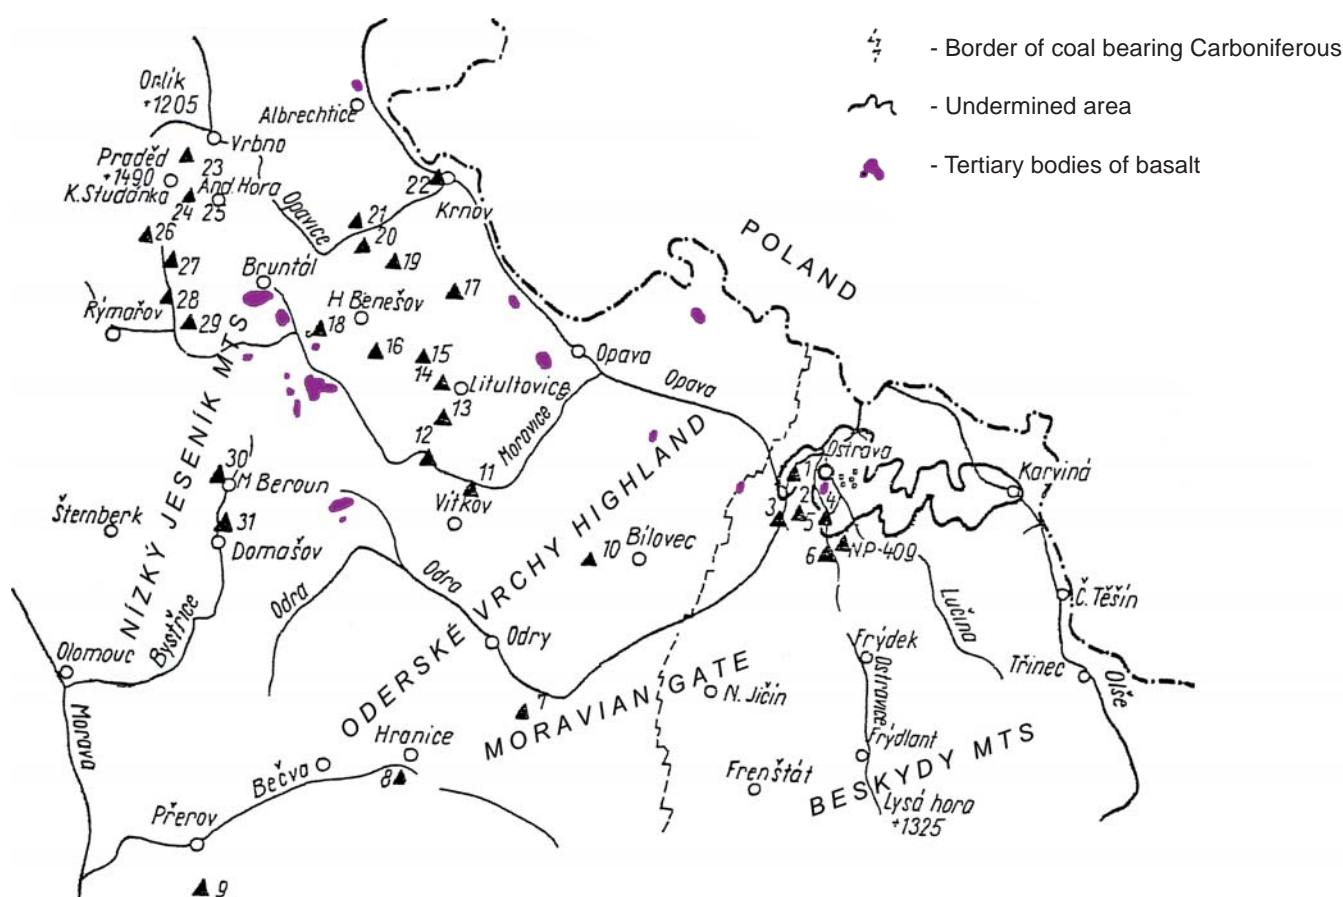 - Border of coal bearing Carboniferous
- Undermined area
- Tertiary bodies of basalt
Orlík
+1205
Albrechtice
Vrbno
Praděd
+1490
23
K. Studánka
And. Hora
24
25
22
Krnov
Opavice
21
20
19
26
27
28
29
Bruntál
Rýmařov
H Benešov
17
18
16
15
14
Litultovice
13
12
11
Opava
Opava
Moravice
POLAND
Vítkov
30
M Beroun
31
Domašov
Šternberk
NÍZKÝ JESENÍK MTS
Bystřice
Olomouc
Morava
Odra
Odra
Odry
10
Bílovec
ODERSKÉ VRCHY HIGHLAND
MORAVIAN GATE
1
Ostrava
2
3
4
5
6
NP-409
Karviná
Lučina
Č. Těšín
Třinec
Olše
Frýdek
Ostravice
Frýdlant
N. Jičín
Frenštát
BESKYDY MTS
Lysá hora
+1325
7
Hranice
8
Bečva
Přerov
9